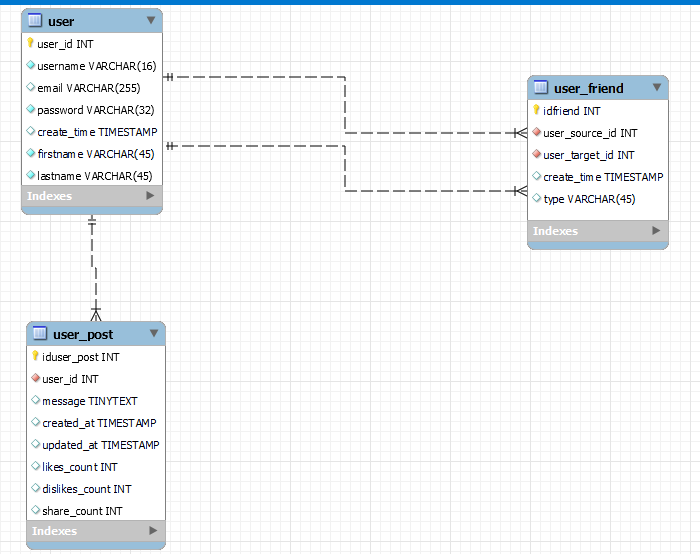 user
user_id INT
username VARCHAR(16)
email VARCHAR(255)
password VARCHAR(32)
create_time TIMESTAMP
firstname VARCHAR(45)
lastname VARCHAR(45)
Indexes
user_friend
idfriend INT
user_source_id INT
user_target_id INT
create_time TIMESTAMP
type VARCHAR(45)
Indexes
user_post
iduser_post INT
user_id INT
message TINYTEXT
created_at TIMESTAMP
updated_at TIMESTAMP
likes_count INT
dislikes_count INT
share_count INT
Indexes